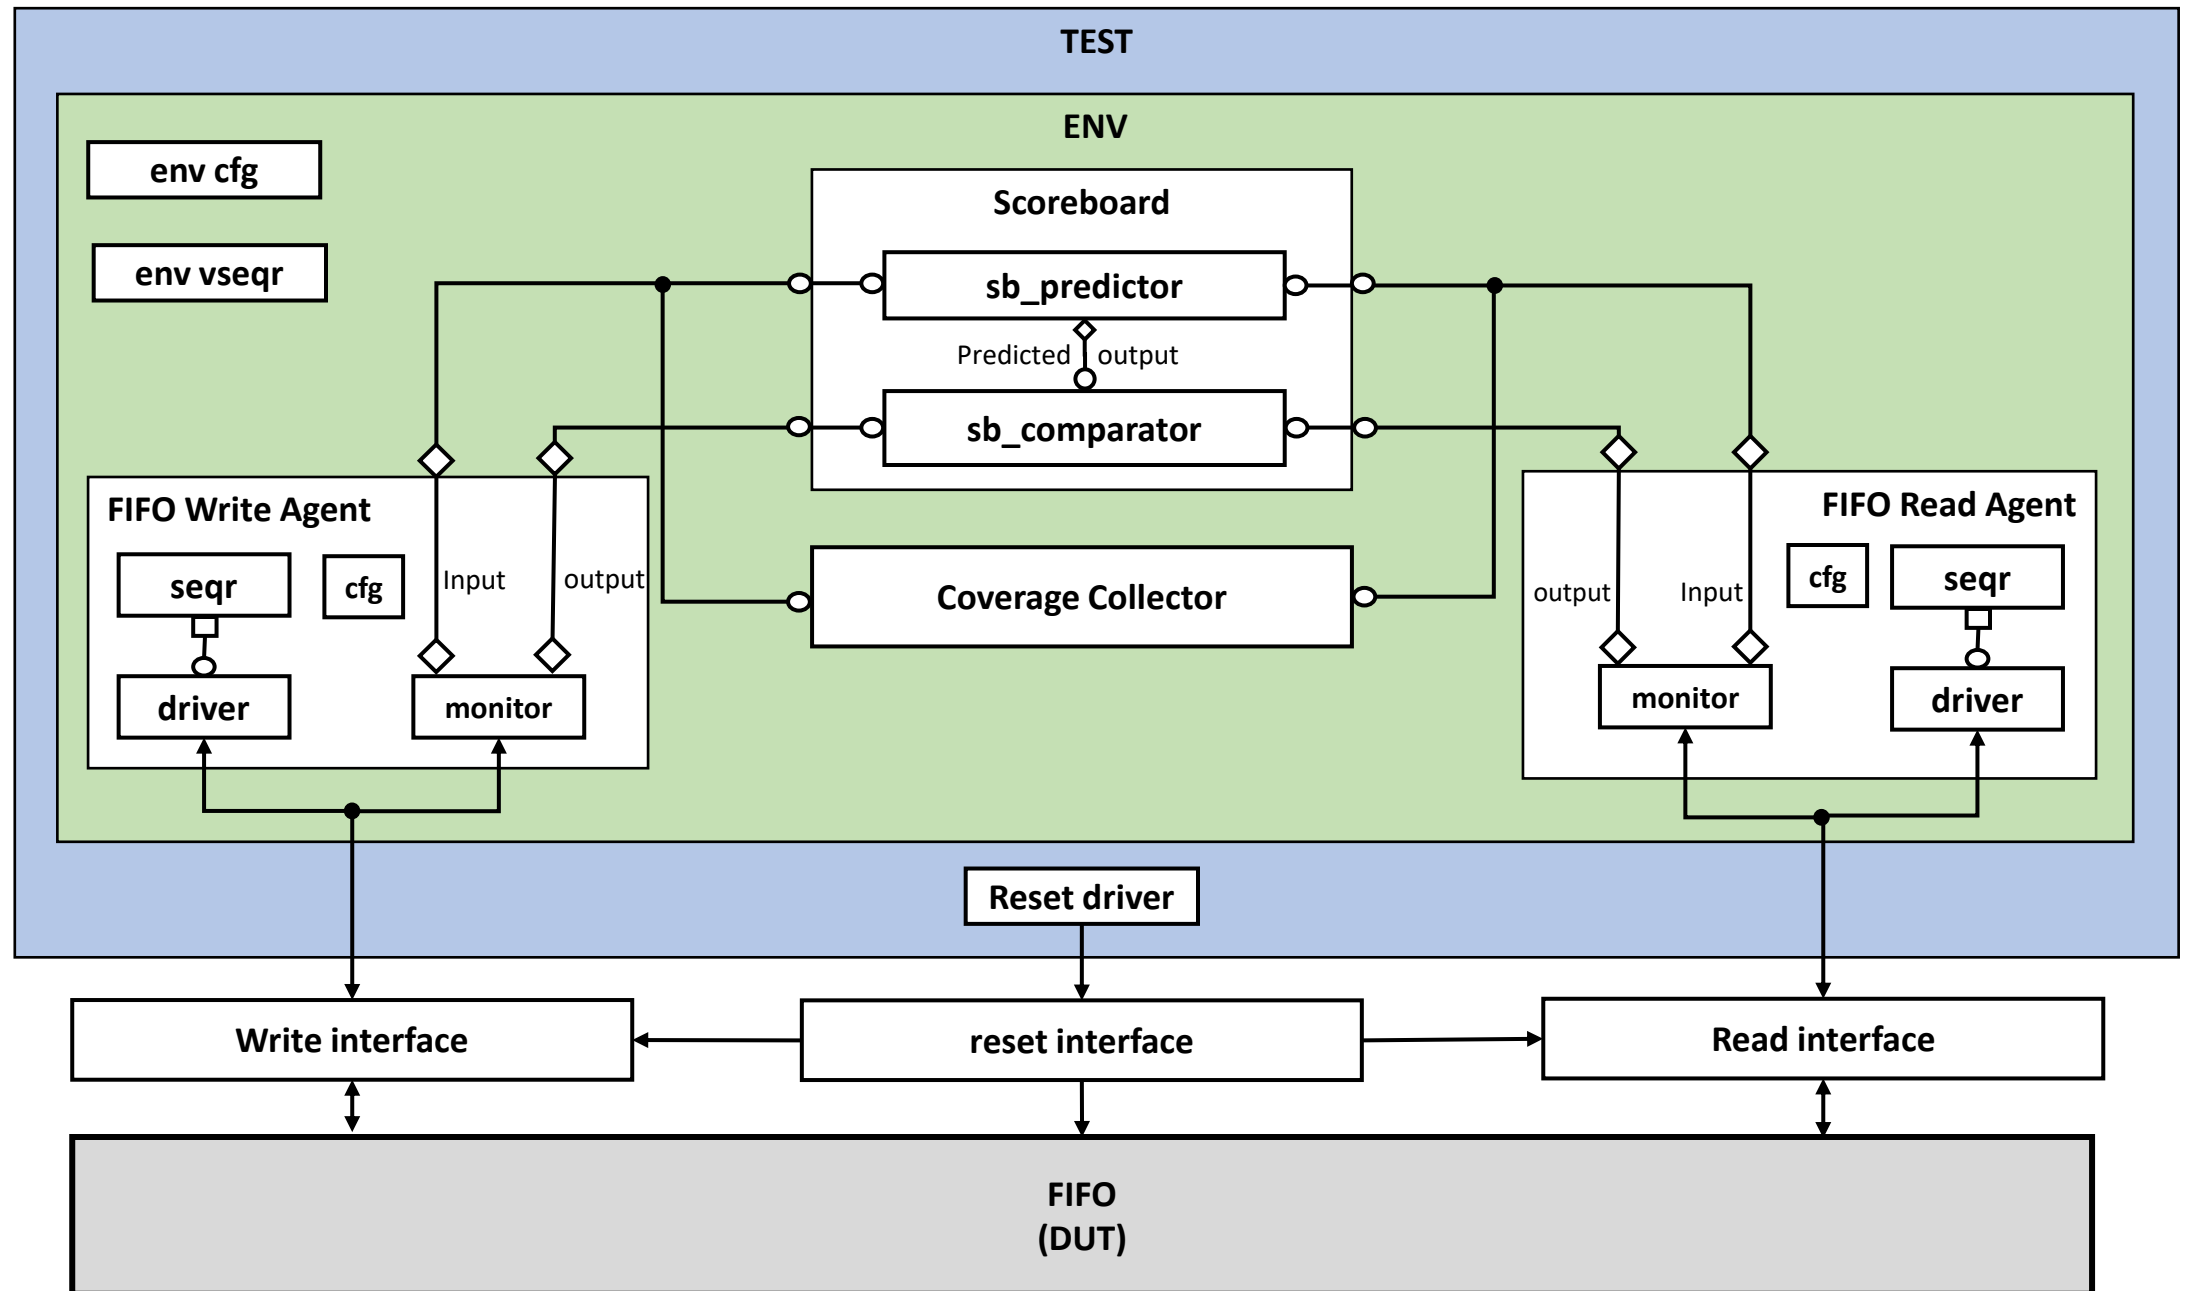 TEST
ENV
env cfg
env vseqr
Scoreboard
sb_predictor
Predicted output
sb_comparator
FIFO Write Agent
seqr
cfg
Input
output
driver
monitor
Coverage Collector
FIFO Read Agent
output
Input
cfg
seqr
monitor
driver
Reset driver
Write interface
reset interface
Read interface
FIFO
(DUT)